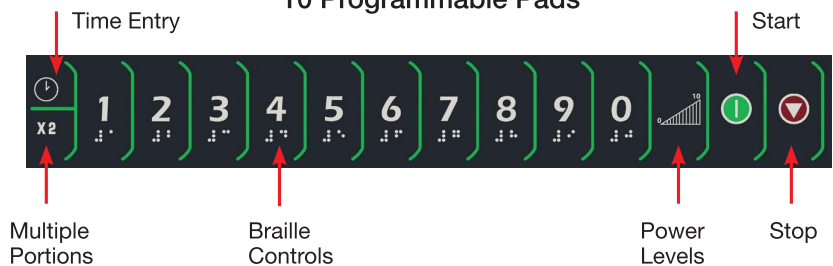 10 Programmable Pads
Time Entry
Start
X2
1 2 3 4 5 6 7 8 9 0
0 10
Multiple
Portions
Braille
Controls
Power
Levels
Stop